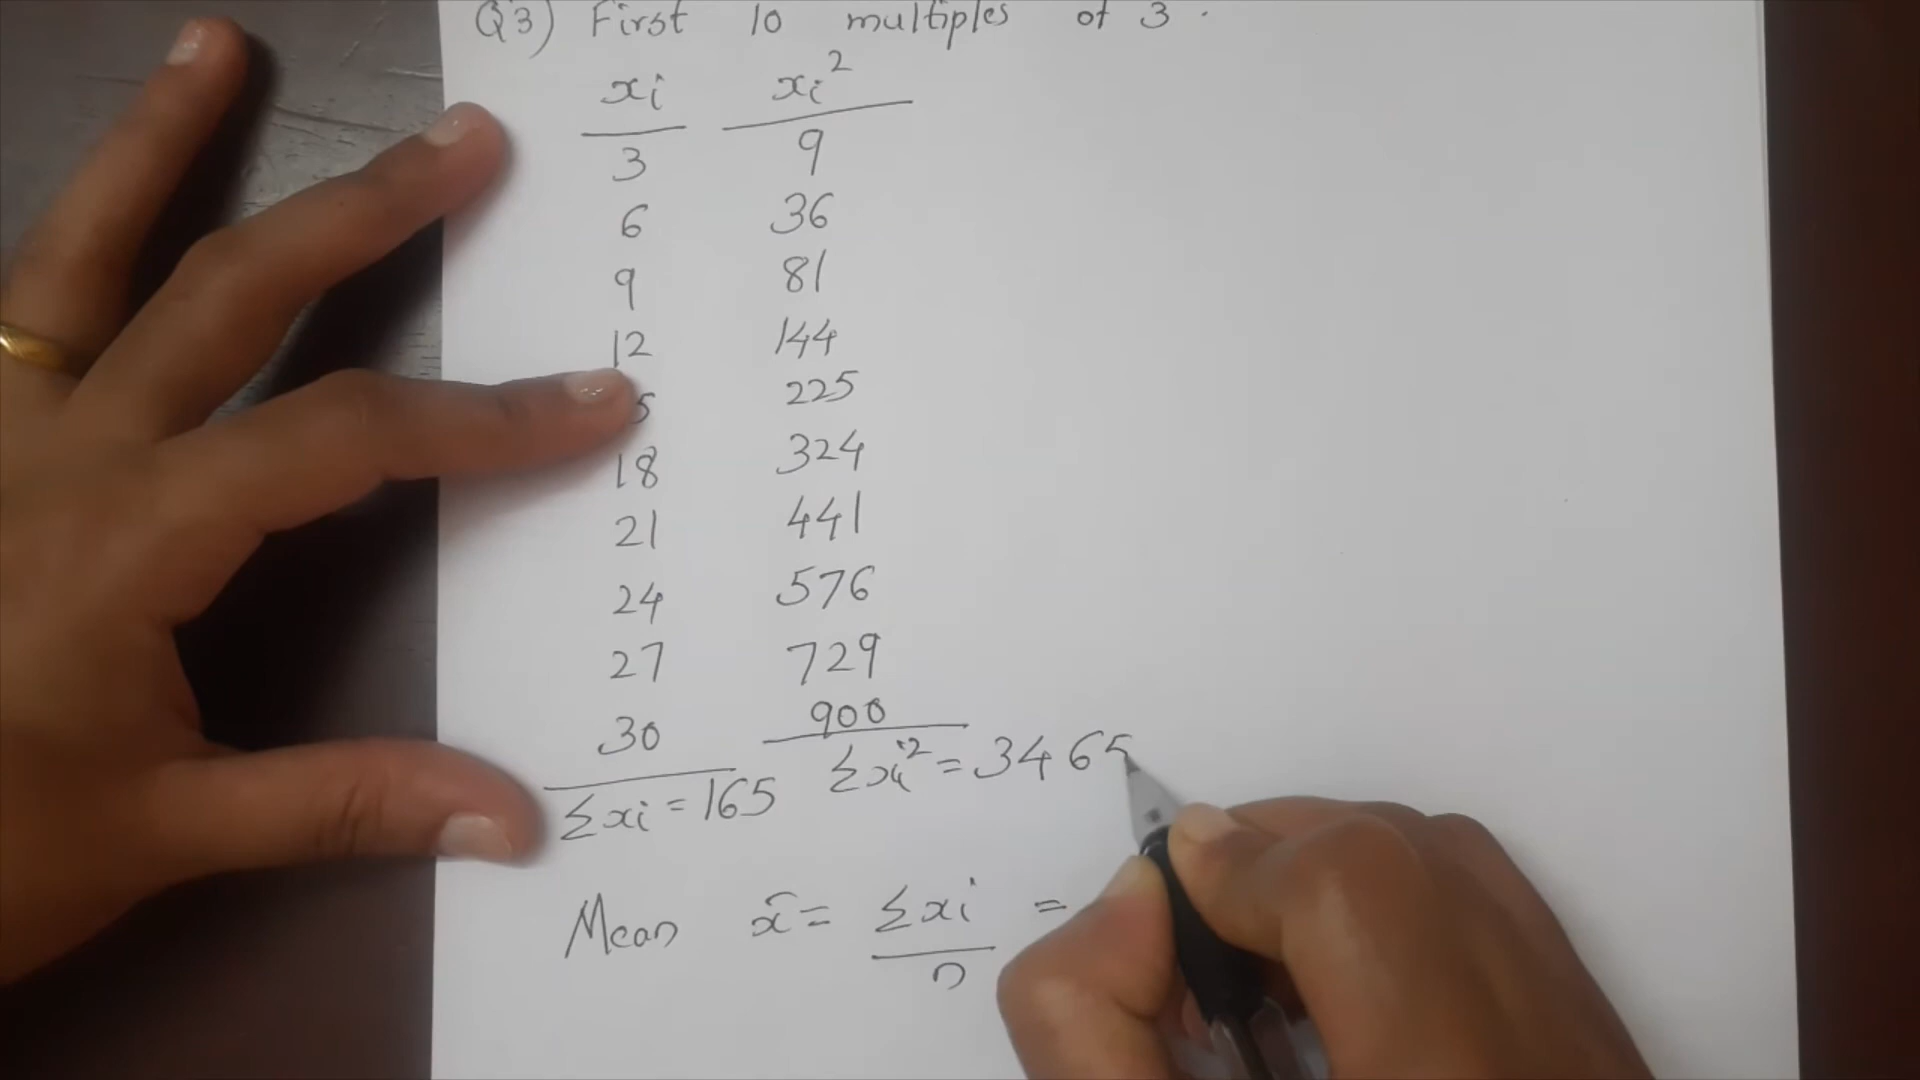 Q3) First 10 multiples of 3.
xi xi²
3 9
6 36
9 81
12 144
5 225
18 324
21 441
24 576
27 729
30 900
Σxi = 165 Σxi² = 3465
Mean x̄ = Σxi =
n